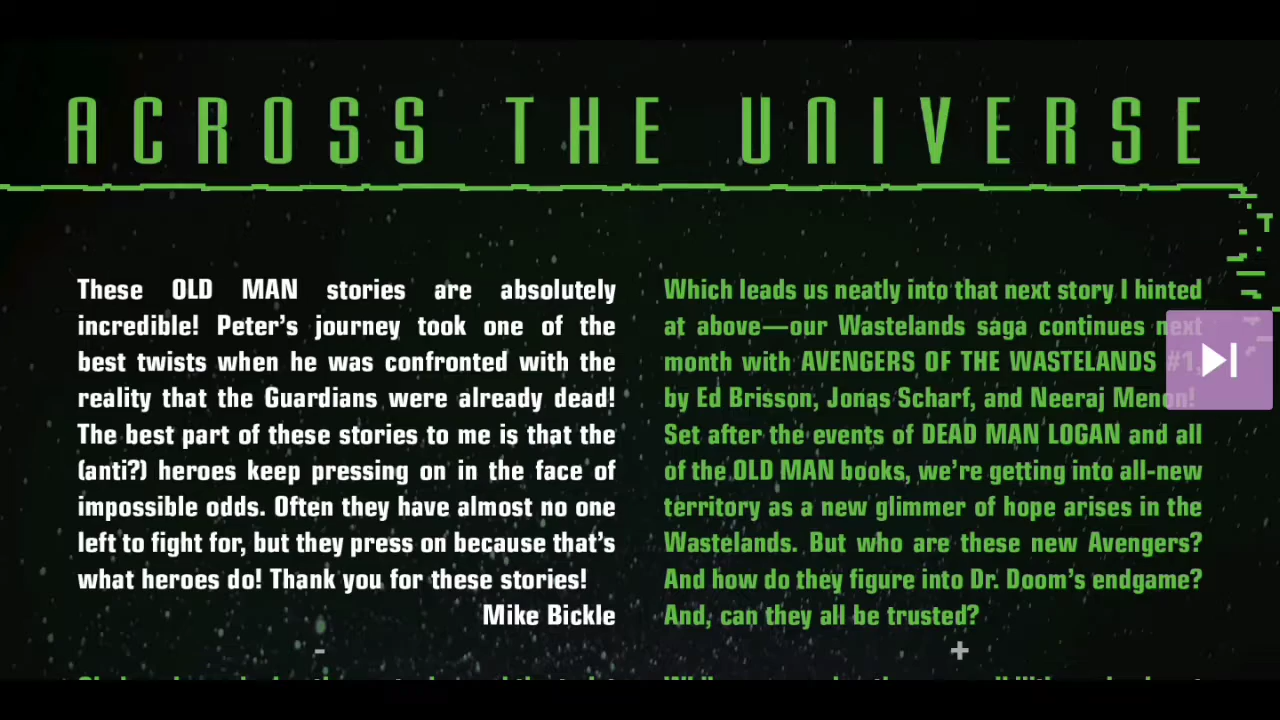 ACROSS THE UNIVERSE
These OLD MAN stories are absolutely
incredible! Peter's journey took one of the
best twists when he was confronted with the
reality that the Guardians were already dead!
The best part of these stories to me is that the
(anti?) heroes keep pressing on in the face of
impossible odds. Often they have almost no one
left to fight for, but they press on because that's
what heroes do! Thank you for these stories!
Mike Bickle
Which leads us neatly into that next story I hinted
at above—our Wastelands saga continues next
month with AVENGERS OF THE WASTELANDS #1,
by Ed Brisson, Jonas Scharf, and Neeraj Menon!
Set after the events of DEAD MAN LOGAN and all
of the OLD MAN books, we're getting into all-new
territory as a new glimmer of hope arises in the
Wastelands. But who are these new Avengers?
And how do they figure into Dr. Doom's endgame?
And, can they all be trusted?
- +